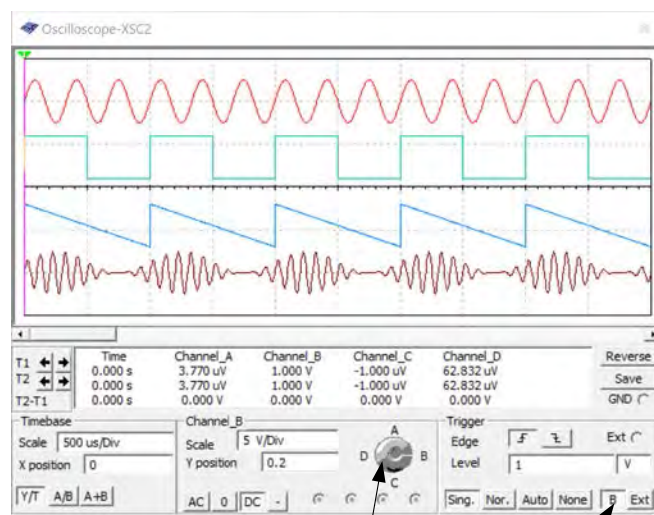 Oscilloscope-XSC2
Time Channel_A Channel_B Channel_C Channel_D
T1 0.000 s 3.770 uV 1.000 V -1.000 uV 62.832 uV
T2 0.000 s 3.770 uV 1.000 V -1.000 uV 62.832 uV
T2-T1 0.000 s 0.000 V 0.000 V 0.000 V 0.000 V
Reverse
Save
GND
Timebase
Scale 500 us/Div
X position 0
Y/T A/B A+B
Channel_B
Scale 5 V/Div
Y position 0.2
AC 0 DC -
A
B
C
D
Trigger
Edge Ext
Level 1 V
Sing. Nor. Auto None B Ext